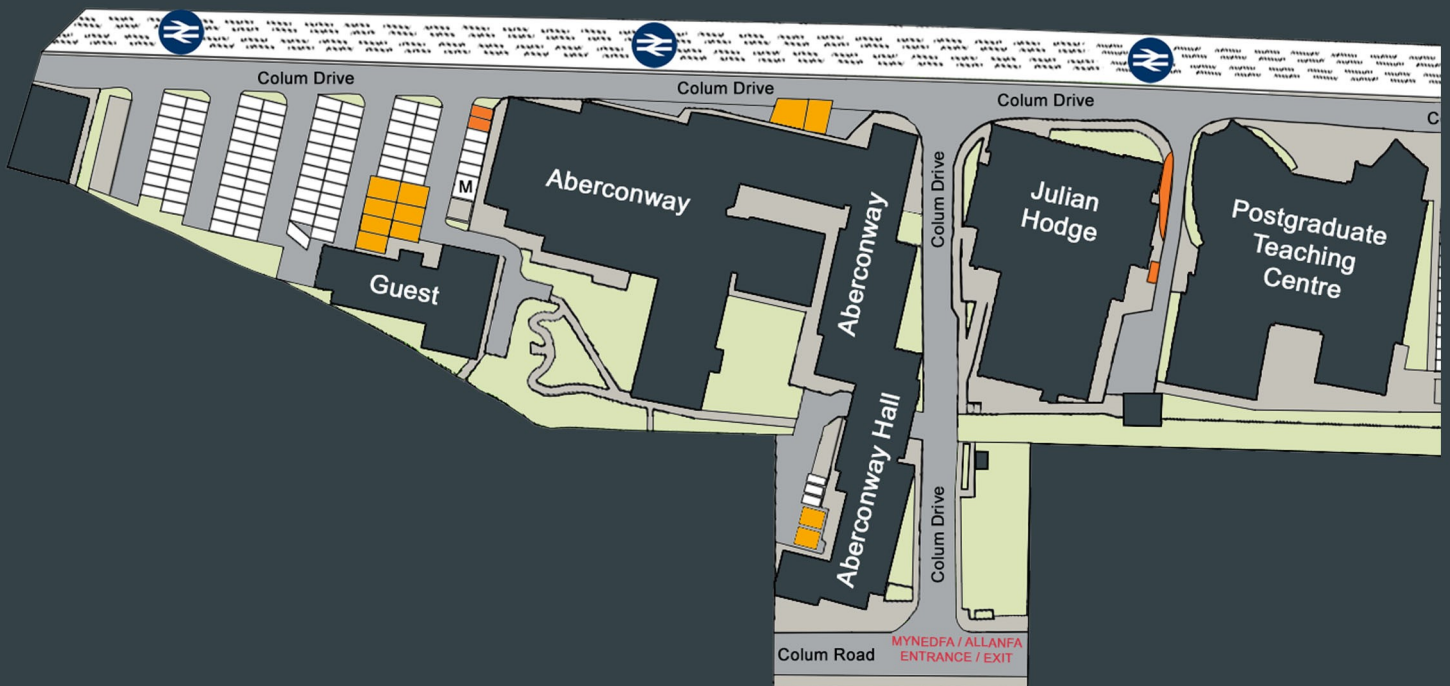 Colum Drive
Colum Drive
Colum Drive
C
M
Aberconway
Aberconway
Colum Drive
Julian
Hodge
Postgraduate
Teaching
Centre
Guest
Aberconway Hall
Colum Drive
Colum Road
MYNEDFA / ALLANFA
ENTRANCE / EXIT